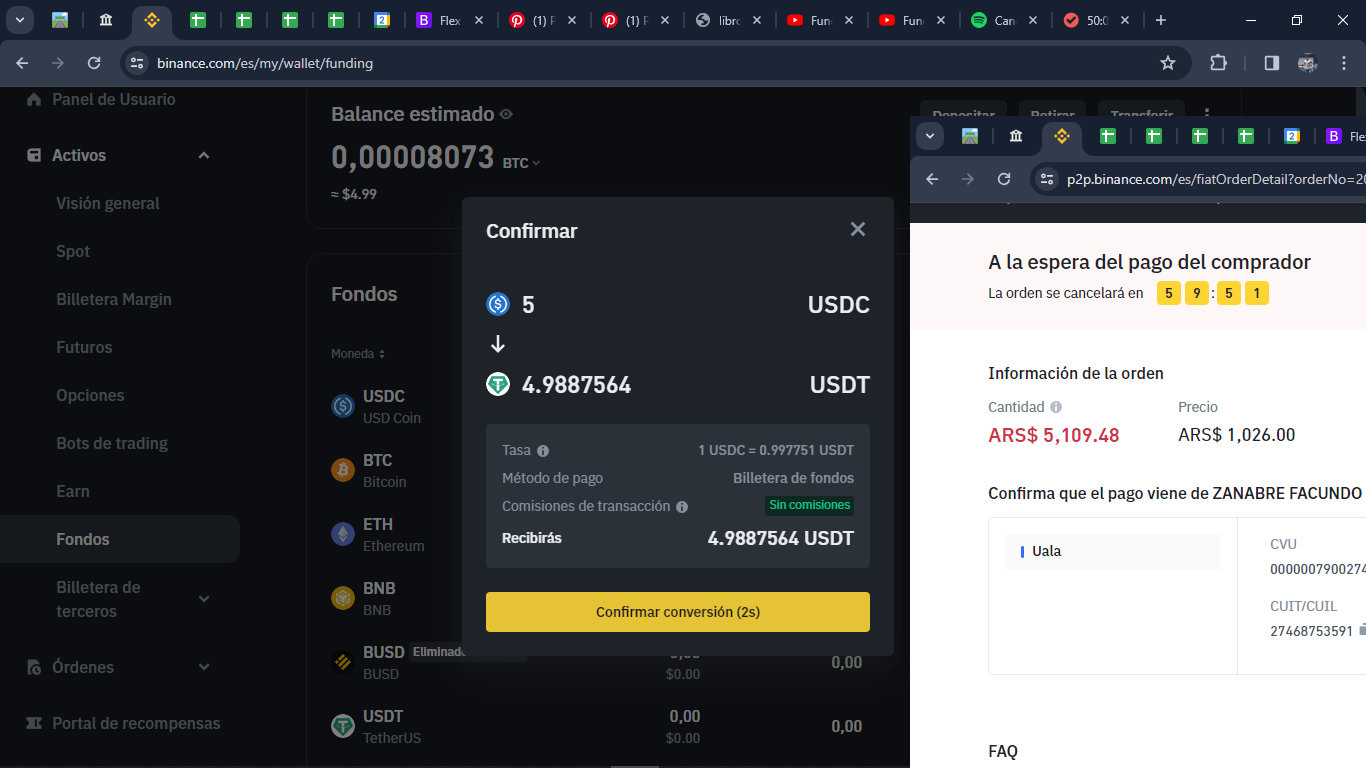 Flex
(1) P
(1) P
libro
Fun
Fun
Can
50:0
binance.com/es/my/wallet/funding
Panel de Usuario
Activos
Visión general
Spot
Billetera Margin
Futuros
Opciones
Bots de trading
Earn
Fondos
Billetera de
terceros
Órdenes
Portal de recompensas
Balance estimado
0,00008073 BTC
≈ $4.99
Depositar
Retirar
Transferir
Fondos
Moneda
USDC
USD Coin
BTC
Bitcoin
ETH
Ethereum
BNB
BNB
BUSD Eliminado
BUSD
$0.00
0,00
USDT
TetherUS
0,00
$0.00
0,00
Confirmar
5 USDC
4.9887564 USDT
Tasa 1 USDC = 0.997751 USDT
Método de pago Billetera de fondos
Comisiones de transacción Sin comisiones
Recibirás 4.9887564 USDT
Confirmar conversión (2s)
Flex
p2p.binance.com/es/fiatOrderDetail?orderNo=20
A la espera del pago del comprador
La orden se cancelará en 5 9 : 5 1
Información de la orden
Cantidad Precio
ARS$ 5,109.48 ARS$ 1,026.00
Confirma que el pago viene de ZANABRE FACUNDO
Uala
CVU
0000007900274
CUIT/CUIL
27468753591
FAQ